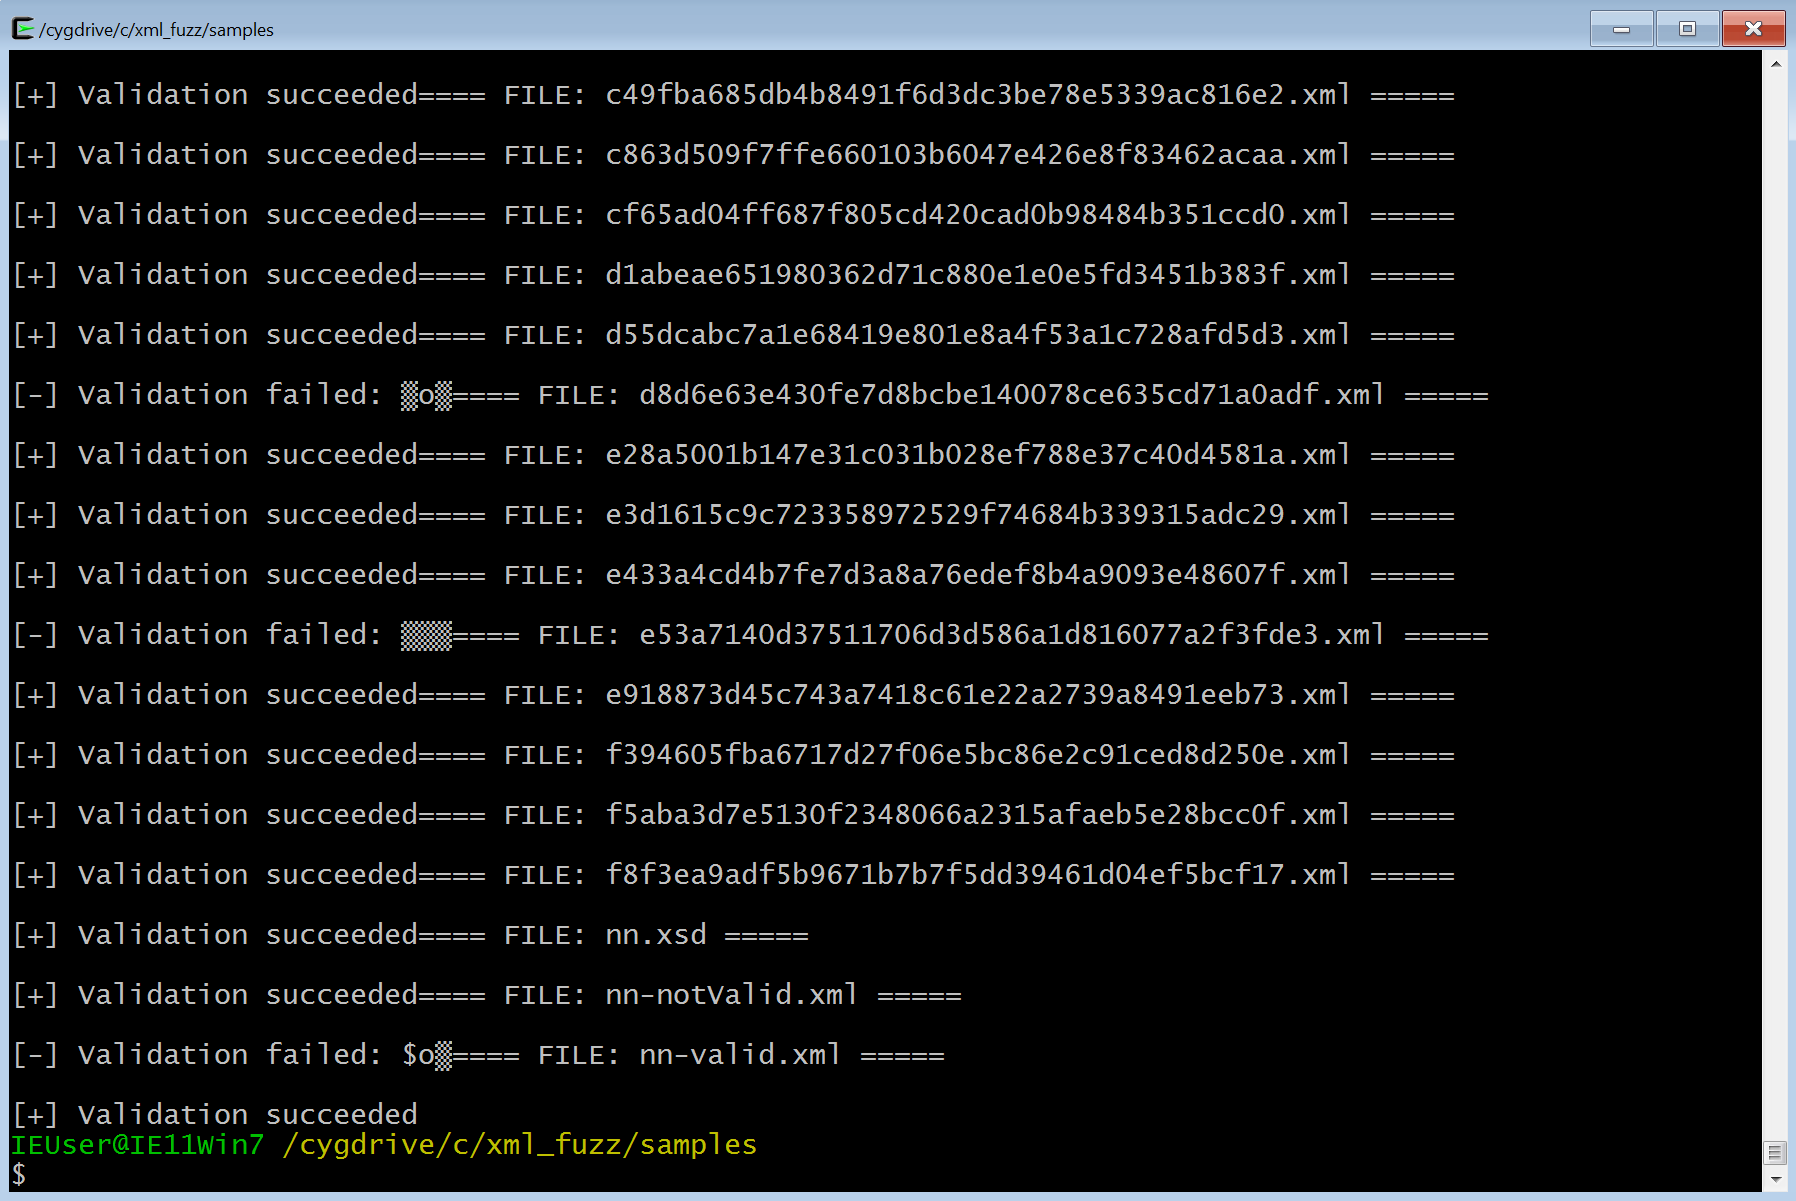 /cygdrive/c/xml_fuzz/samples
[+] Validation succeeded==== FILE: c49fba685db4b8491f6d3dc3be78e5339ac816e2.xml =====
[+] Validation succeeded==== FILE: c863d509f7ffe660103b6047e426e8f83462acaa.xml =====
[+] Validation succeeded==== FILE: cf65ad04ff687f805cd420cad0b98484b351ccd0.xml =====
[+] Validation succeeded==== FILE: d1abeae651980362d71c880e1e0e5fd3451b383f.xml =====
[+] Validation succeeded==== FILE: d55dcabc7a1e68419e801e8a4f53a1c728afd5d3.xml =====
[-] Validation failed: ▒o▒==== FILE: d8d6e63e430fe7d8bcbe140078ce635cd71a0adf.xml =====
[+] Validation succeeded==== FILE: e28a5001b147e31c031b028ef788e37c40d4581a.xml =====
[+] Validation succeeded==== FILE: e3d1615c9c723358972529f74684b339315adc29.xml =====
[+] Validation succeeded==== FILE: e433a4cd4b7fe7d3a8a76edef8b4a9093e48607f.xml =====
[-] Validation failed: ▒▒▒==== FILE: e53a7140d37511706d3d586a1d816077a2f3fde3.xml =====
[+] Validation succeeded==== FILE: e918873d45c743a7418c61e22a2739a8491eeb73.xml =====
[+] Validation succeeded==== FILE: f394605fba6717d27f06e5bc86e2c91ced8d250e.xml =====
[+] Validation succeeded==== FILE: f5aba3d7e5130f2348066a2315afaeb5e28bcc0f.xml =====
[+] Validation succeeded==== FILE: f8f3ea9adf5b9671b7b7f5dd39461d04ef5bcf17.xml =====
[+] Validation succeeded==== FILE: nn.xsd =====
[+] Validation succeeded==== FILE: nn-notValid.xml =====
[-] Validation failed: $o▒==== FILE: nn-valid.xml =====
[+] Validation succeeded
IEUser@IE11Win7 /cygdrive/c/xml_fuzz/samples
$